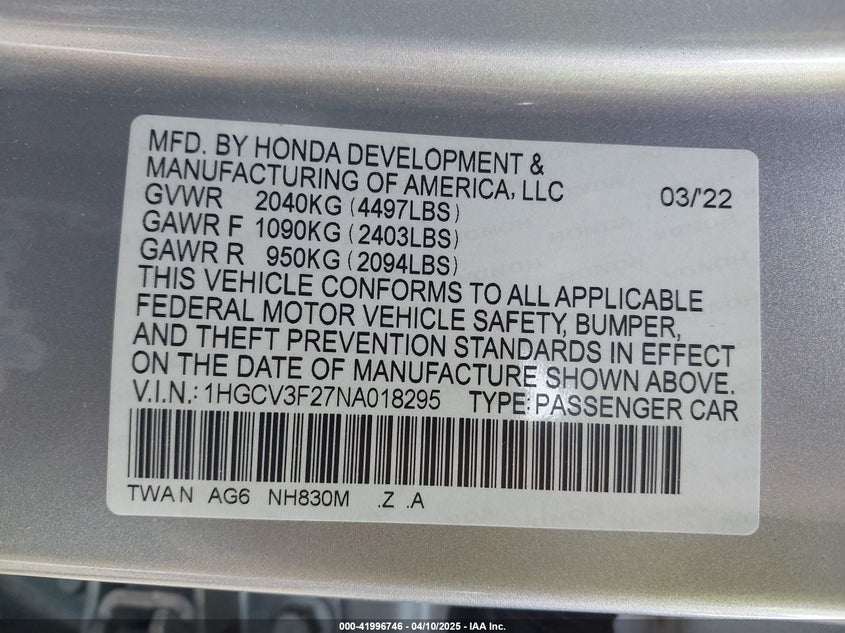 MFD. BY HONDA DEVELOPMENT &
MANUFACTURING OF AMERICA, LLC 03/'22
GVWR 2040KG (4497LBS)
GAWR F 1090KG (2403LBS)
GAWR R 950KG (2094LBS)
THIS VEHICLE CONFORMS TO ALL APPLICABLE
FEDERAL MOTOR VEHICLE SAFETY, BUMPER,
AND THEFT PREVENTION STANDARDS IN EFFECT
ON THE DATE OF MANUFACTURE SHOWN ABOVE.
V.I.N.: 1HGCV3F27NA018295 TYPE:PASSENGER CAR
TWAN AG6 NH830M .Z .A
000-41996746 - 04/10/2025 - IAA Inc.